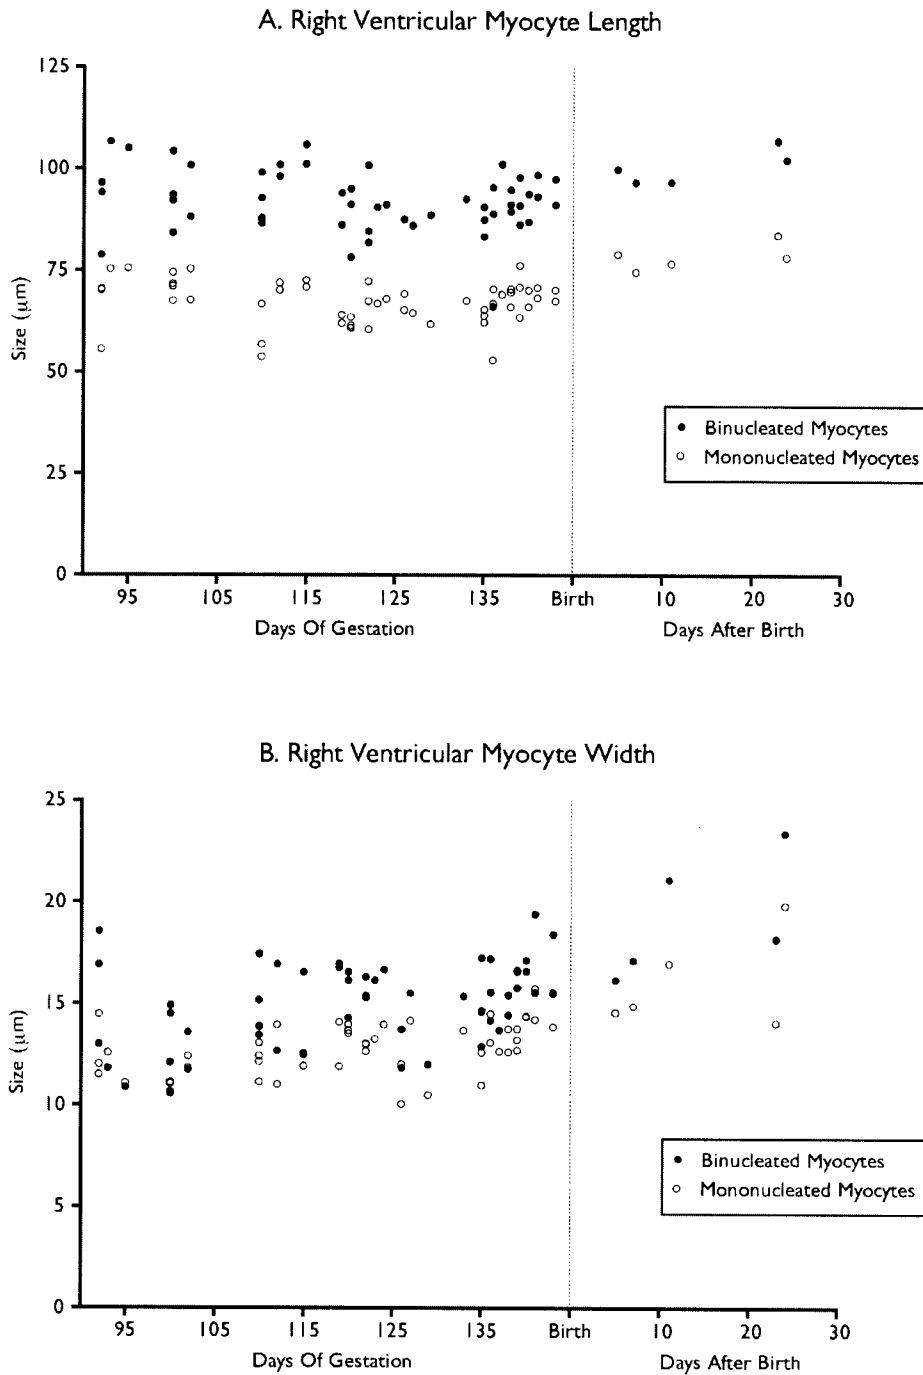 A. Right Ventricular Myocyte Length
125
100
75
50
25
0
Size (μm)
Binucleated Myocytes
Mononucleated Myocytes
95 105 115 125 135 Birth 10 20 30
Days Of Gestation Days After Birth
B. Right Ventricular Myocyte Width
25
20
15
10
5
0
Size (μm)
Binucleated Myocytes
Mononucleated Myocytes
95 105 115 125 135 Birth 10 20 30
Days Of Gestation Days After Birth